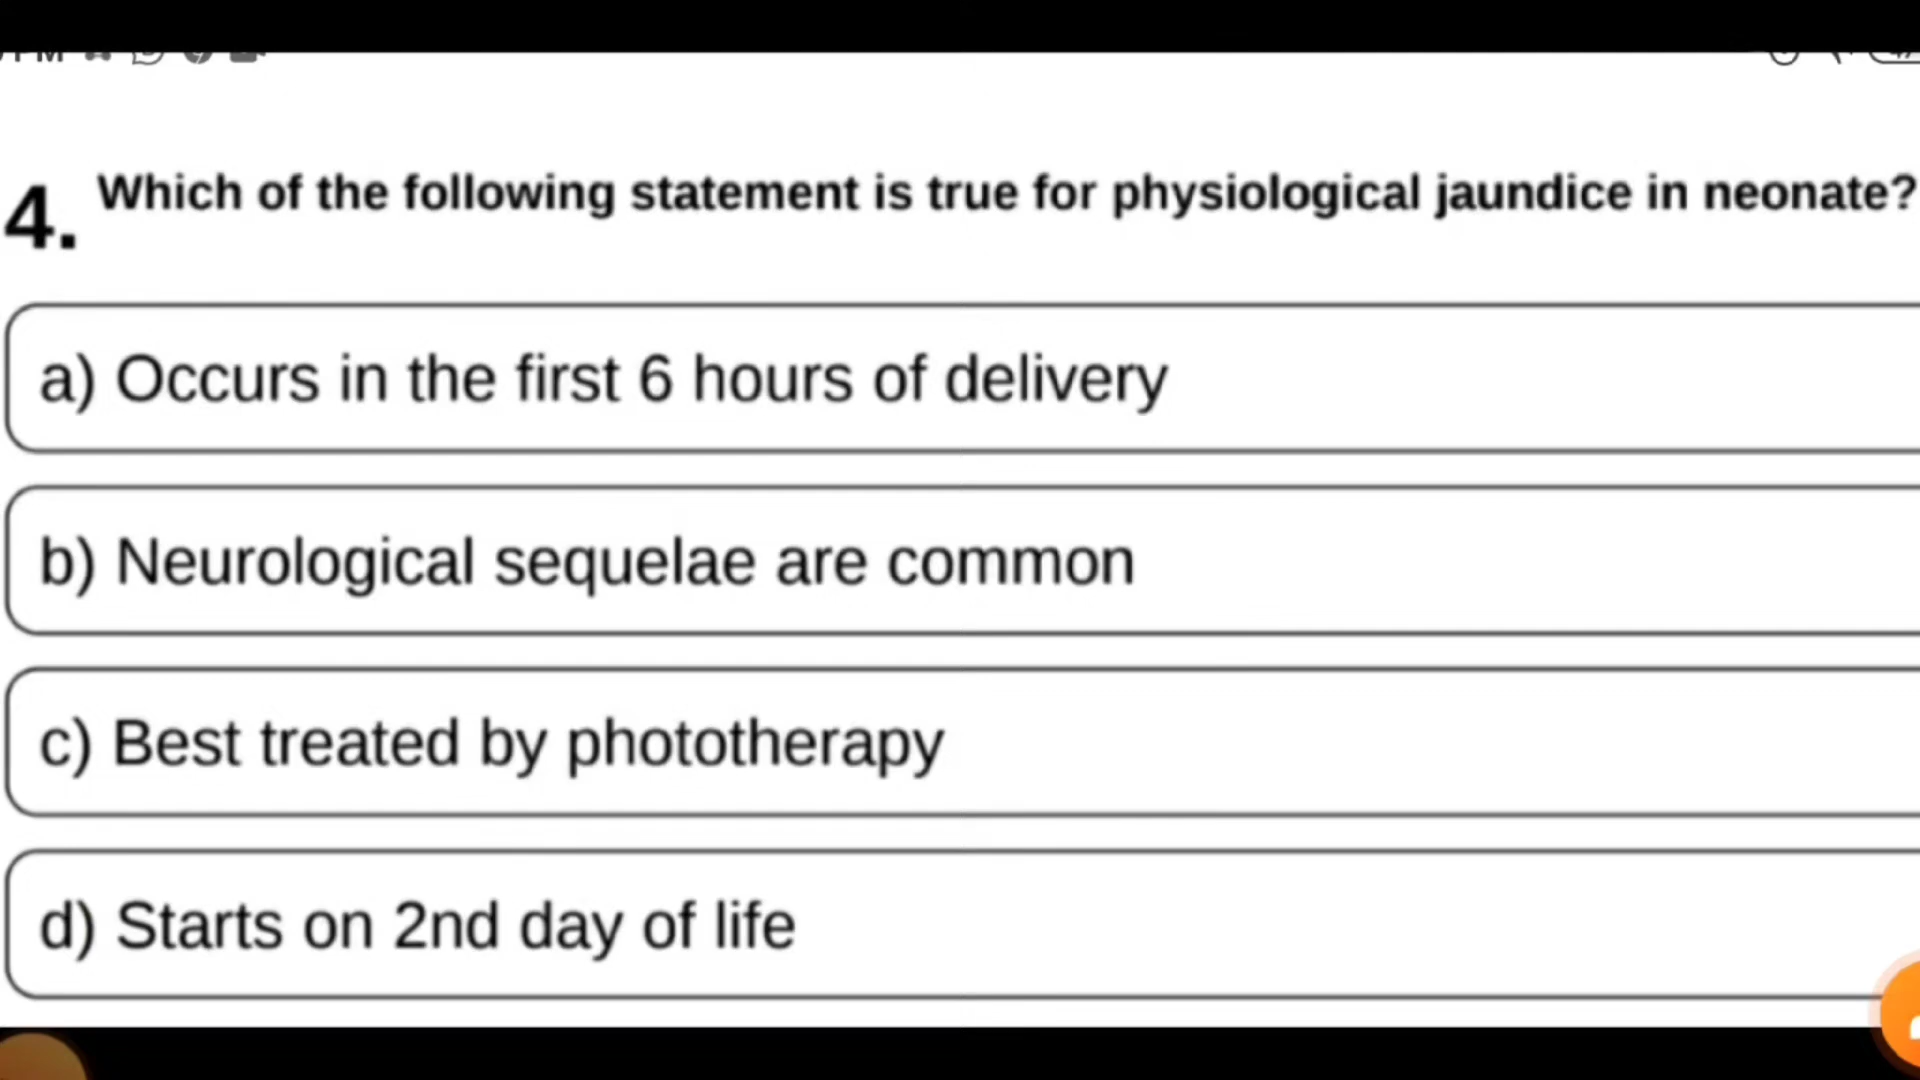 4. Which of the following statement is true for physiological jaundice in neonate?
a) Occurs in the first 6 hours of delivery
b) Neurological sequelae are common
c) Best treated by phototherapy
d) Starts on 2nd day of life